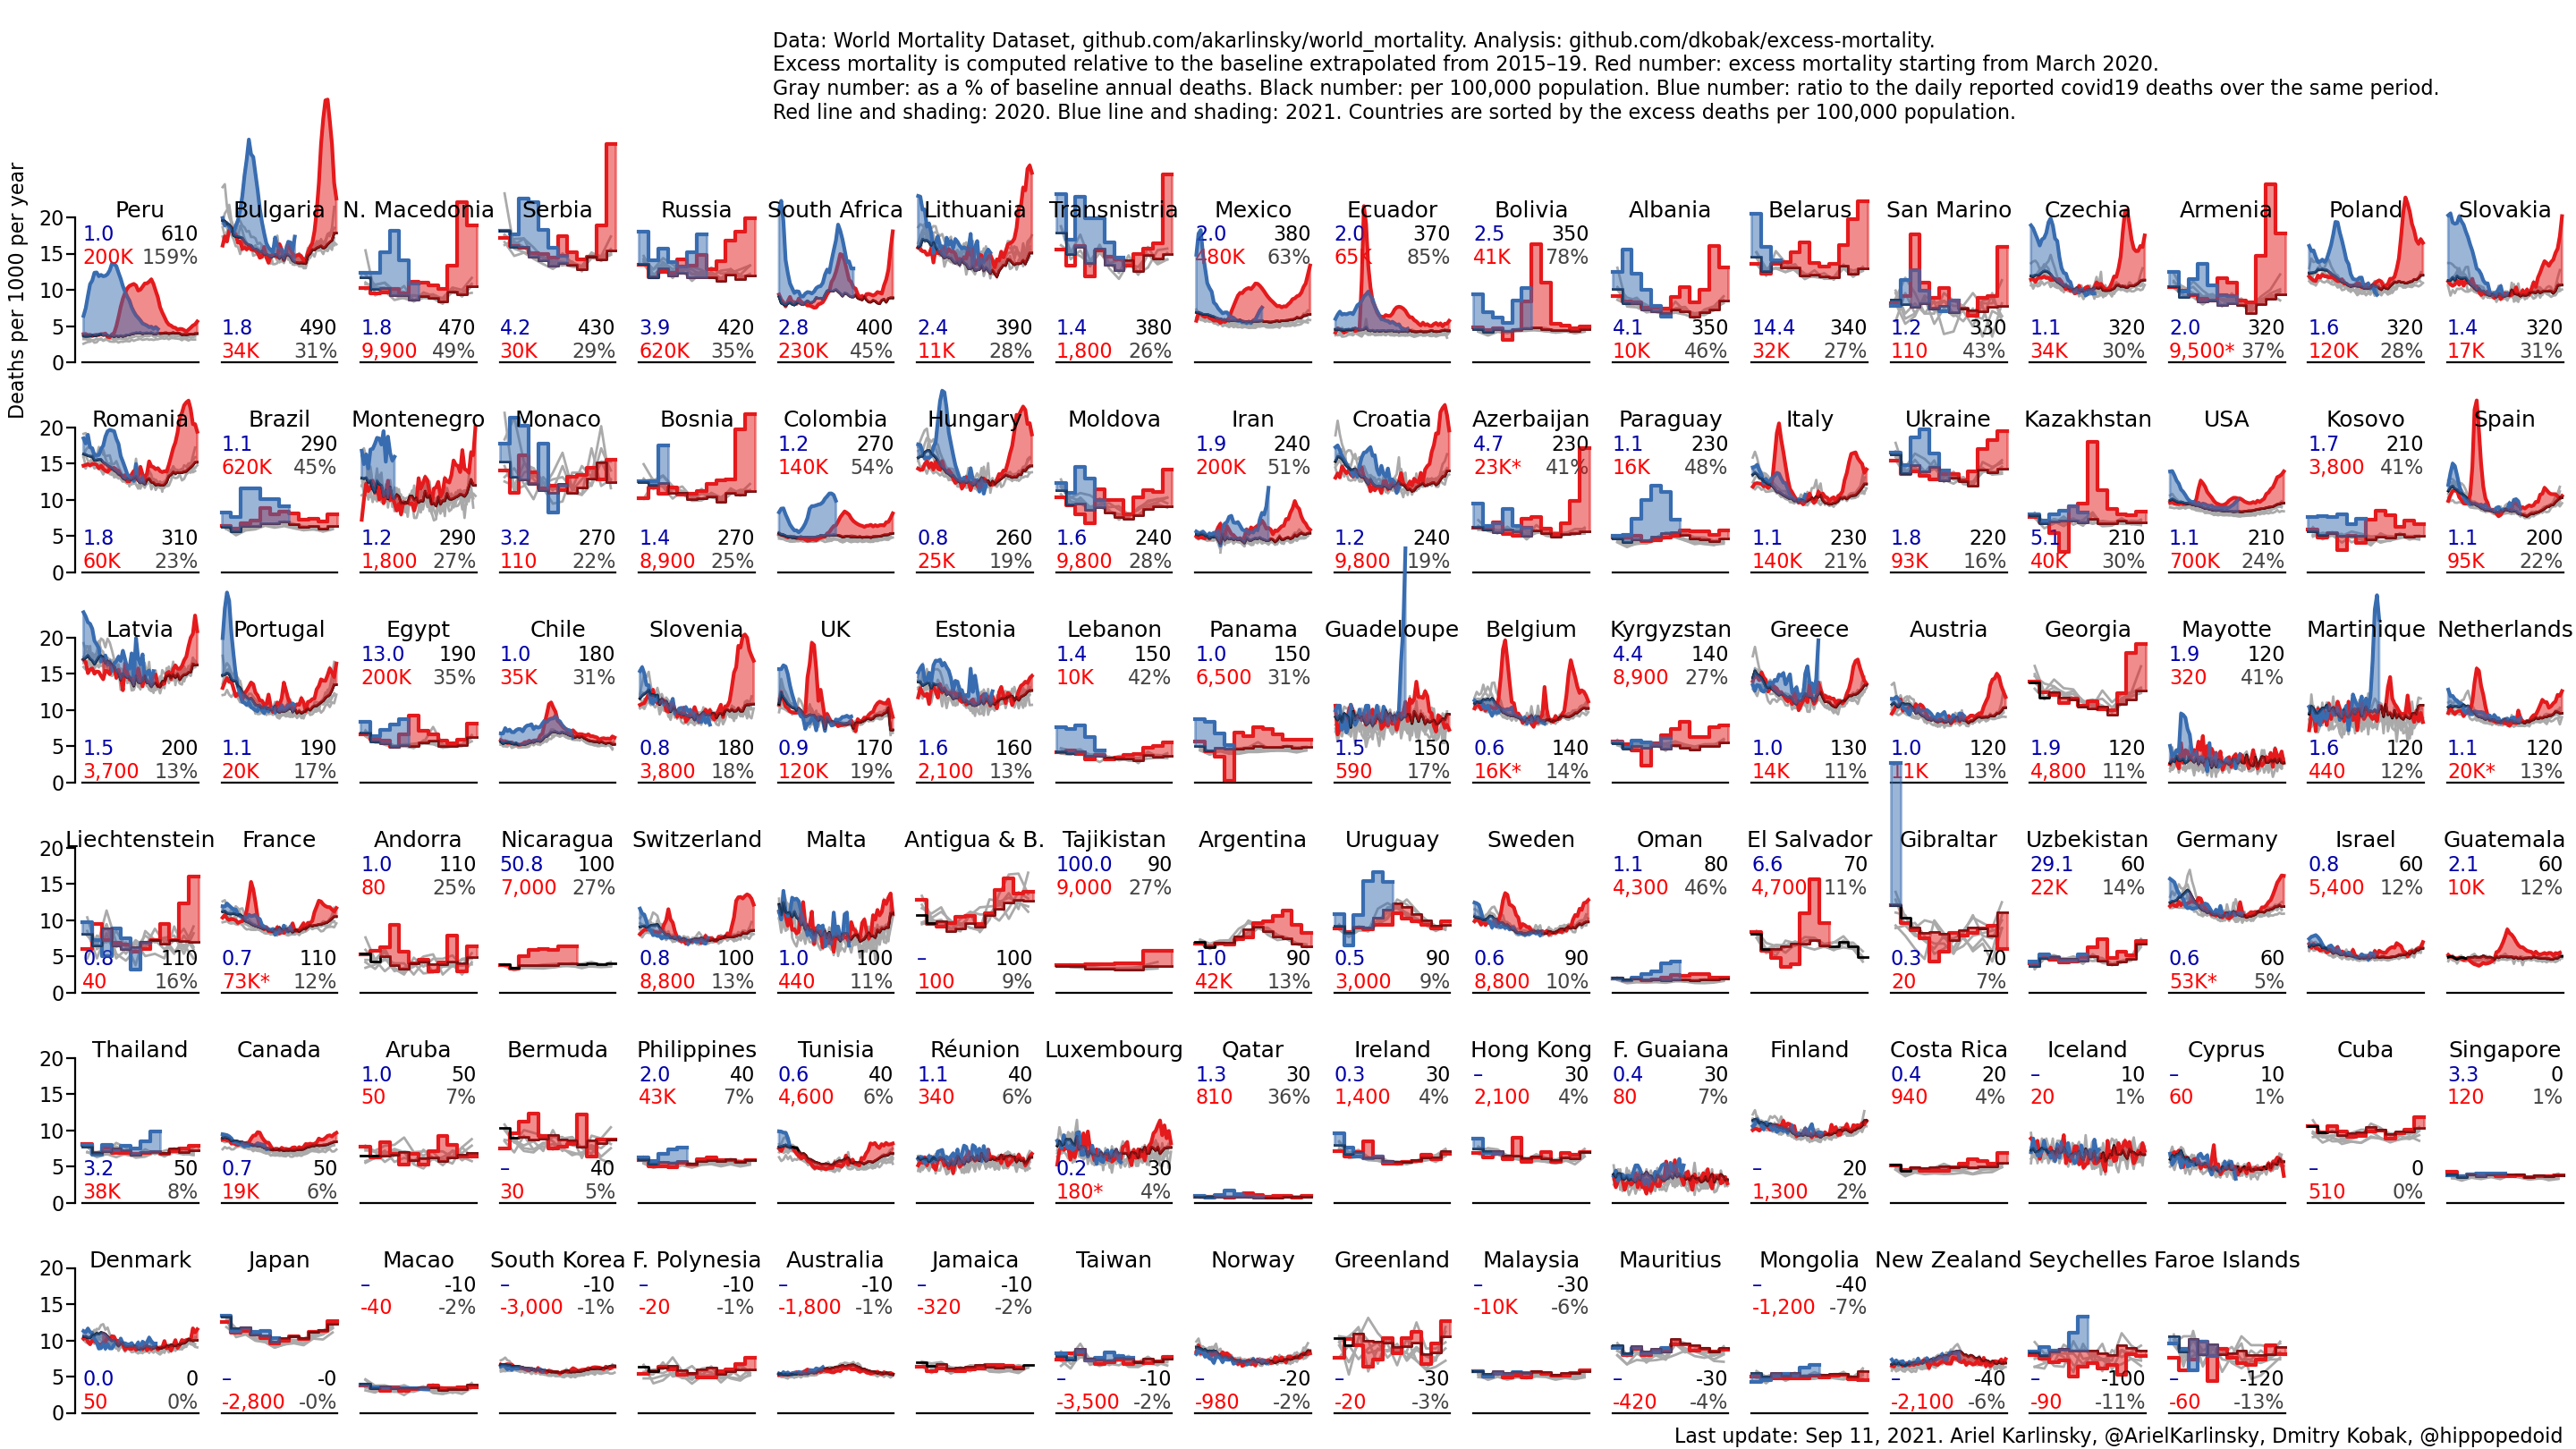 Data: World Mortality Dataset, github.com/akarlinsky/world_mortality. Analysis: github.com/dkobak/excess-mortality.
Excess mortality is computed relative to the baseline extrapolated from 2015–19. Red number: excess mortality starting from March 2020.
Gray number: as a % of baseline annual deaths. Black number: per 100,000 population. Blue number: ratio to the daily reported covid19 deaths over the same period.
Red line and shading: 2020. Blue line and shading: 2021. Countries are sorted by the excess deaths per 100,000 population.
Deaths per 1000 per year
Peru Bulgaria N. Macedonia Serbia Russia South Africa Lithuania Transnistria Mexico Ecuador Bolivia Albania Belarus San Marino Czechia Armenia Poland Slovakia
20
1.0 610 2.0 380 2.0 370 2.5 350
200K 159% 480K 63% 65K 85% 41K 78%
15
10
5
1.8 490 1.8 470 4.2 430 3.9 420 2.8 400 2.4 390 1.4 380 4.1 350 14.4 340 1.2 330 1.1 320 2.0 320 1.6 320 1.4 320
34K 31% 9,900 49% 30K 29% 620K 35% 230K 45% 11K 28% 1,800 26% 10K 46% 32K 27% 110 43% 34K 30% 9,500* 37% 120K 28% 17K 31%
0
Romania Brazil Montenegro Monaco Bosnia Colombia Hungary Moldova Iran Croatia Azerbaijan Paraguay Italy Ukraine Kazakhstan USA Kosovo Spain
20
1.1 290 1.2 270 1.9 240 4.7 230 1.1 230 1.7 210
620K 45% 140K 54% 200K 51% 23K* 41% 16K 48% 3,800 41%
15
10
5
1.8 310 1.2 290 3.2 270 1.4 270 0.8 260 1.6 240 1.2 240 1.1 230 1.8 220 5.1 210 1.1 210 1.1 200
60K 23% 1,800 27% 110 22% 8,900 25% 25K 19% 9,800 28% 9,800 19% 140K 21% 93K 16% 40K 30% 700K 24% 95K 22%
0
Latvia Portugal Egypt Chile Slovenia UK Estonia Lebanon Panama Guadeloupe Belgium Kyrgyzstan Greece Austria Georgia Mayotte Martinique Netherlands
20
13.0 190 1.0 180 1.4 150 1.0 150 4.4 140 1.9 120
200K 35% 35K 31% 10K 42% 6,500 31% 8,900 27% 320 41%
15
10
5
1.5 200 1.1 190 0.8 180 0.9 170 1.6 160 1.5 150 0.6 140 1.0 130 1.0 120 1.9 120 1.6 120 1.1 120
3,700 13% 20K 17% 3,800 18% 120K 19% 2,100 13% 590 17% 16K* 14% 14K 11% 11K 13% 4,800 11% 440 12% 20K* 13%
0
Liechtenstein France Andorra Nicaragua Switzerland Malta Antigua & B. Tajikistan Argentina Uruguay Sweden Oman El Salvador Gibraltar Uzbekistan Germany Israel Guatemala
20
1.0 110 50.8 100 100.0 90 1.1 80 6.6 70 29.1 60 0.8 60 2.1 60
80 25% 7,000 27% 9,000 27% 4,300 46% 4,700 11% 22K 14% 5,400 12% 10K 12%
15
10
5
0.8 110 0.7 110 0.8 100 1.0 100 – 100 1.0 90 0.5 90 0.6 90 0.3 70 0.6 60
40 16% 73K* 12% 8,800 13% 440 11% 100 9% 42K 13% 3,000 9% 8,800 10% 20 7% 53K* 5%
0
Thailand Canada Aruba Bermuda Philippines Tunisia Réunion Luxembourg Qatar Ireland Hong Kong F. Guaiana Finland Costa Rica Iceland Cyprus Cuba Singapore
20
1.0 50 2.0 40 0.6 40 1.1 40 1.3 30 0.3 30 – 30 0.4 30 0.4 20 – 10 – 10 3.3 0
50 7% 43K 7% 4,600 6% 340 6% 810 36% 1,400 4% 2,100 4% 80 7% 940 4% 20 1% 60 1% 120 1%
15
10
5
3.2 50 0.7 50 – 40 0.2 30 – 20 – 0
38K 8% 19K 6% 30 5% 180* 4% 1,300 2% 510 0%
0
Denmark Japan Macao South Korea F. Polynesia Australia Jamaica Taiwan Norway Greenland Malaysia Mauritius Mongolia New Zealand Seychelles Faroe Islands
20
– -10 – -10 – -10 – -10 – -10 – -30 – -40
-40 -2% -3,000 -1% -20 -1% -1,800 -1% -320 -2% -10K -6% -1,200 -7%
15
10
5
0.0 0 – -0 – -10 – -20 – -30 – -30 – -40 – -100 – -120
50 0% -2,800 -0% -3,500 -2% -980 -2% -20 -3% -420 -4% -2,100 -6% -90 -11% -60 -13%
0
Last update: Sep 11, 2021. Ariel Karlinsky, @ArielKarlinsky, Dmitry Kobak, @hippopedoid